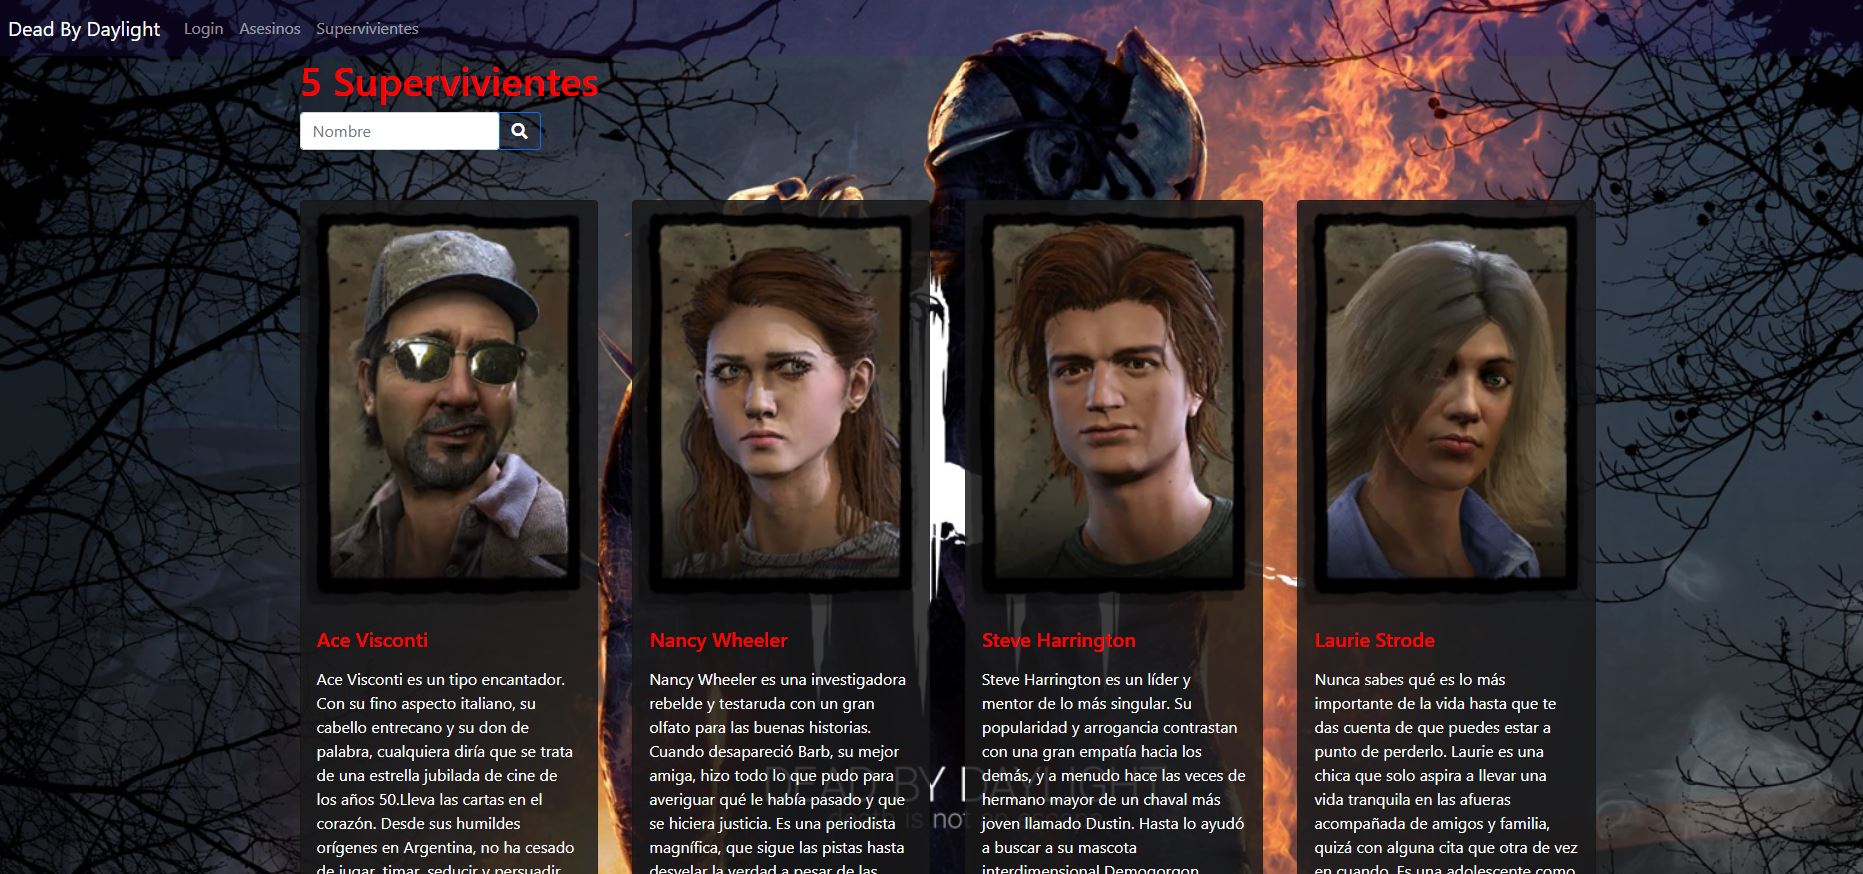 Dead By Daylight Login Asesinos Supervivientes
5 Supervivientes
Nombre
Ace Visconti
Ace Visconti es un tipo encantador.
Con su fino aspecto italiano, su
cabello entrecano y su don de
palabra, cualquiera diría que se trata
de una estrella jubilada de cine de
los años 50.Lleva las cartas en el
corazón. Desde sus humildes
orígenes en Argentina, no ha cesado
de jugar, timar, seducir y persuadir
Nancy Wheeler
Nancy Wheeler es una investigadora
rebelde y testaruda con un gran
olfato para las buenas historias.
Cuando desapareció Barb, su mejor
amiga, hizo todo lo que pudo para
averiguar qué le había pasado y que
se hiciera justicia. Es una periodista
magnífica, que sigue las pistas hasta
desvelar la verdad a pesar de las
Steve Harrington
Steve Harrington es un líder y
mentor de lo más singular. Su
popularidad y arrogancia contrastan
con una gran empatía hacia los
demás, y a menudo hace las veces de
hermano mayor de un chaval más
joven llamado Dustin. Hasta lo ayudó
a buscar a su mascota
interdimensional Demogorgon
Laurie Strode
Nunca sabes qué es lo más
importante de la vida hasta que te
das cuenta de que puedes estar a
punto de perderlo. Laurie es una
chica que solo aspira a llevar una
vida tranquila en las afueras
acompañada de amigos y familia,
quizá con alguna cita que otra de vez
en cuando. Es una adolescente como
DEAD BY DAYLIGHT
is not